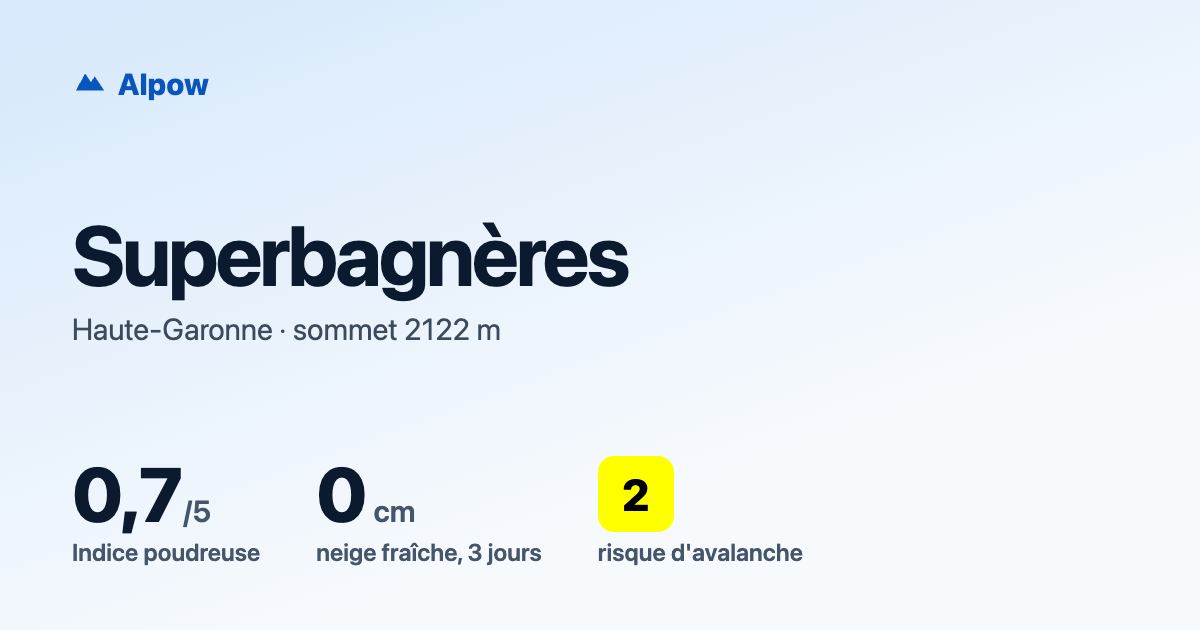 Alpow
Superbagnères
Haute-Garonne · sommet 2122 m
0,7/5
Indice poudreuse
0 cm
neige fraîche, 3 jours
2
risque d'avalanche